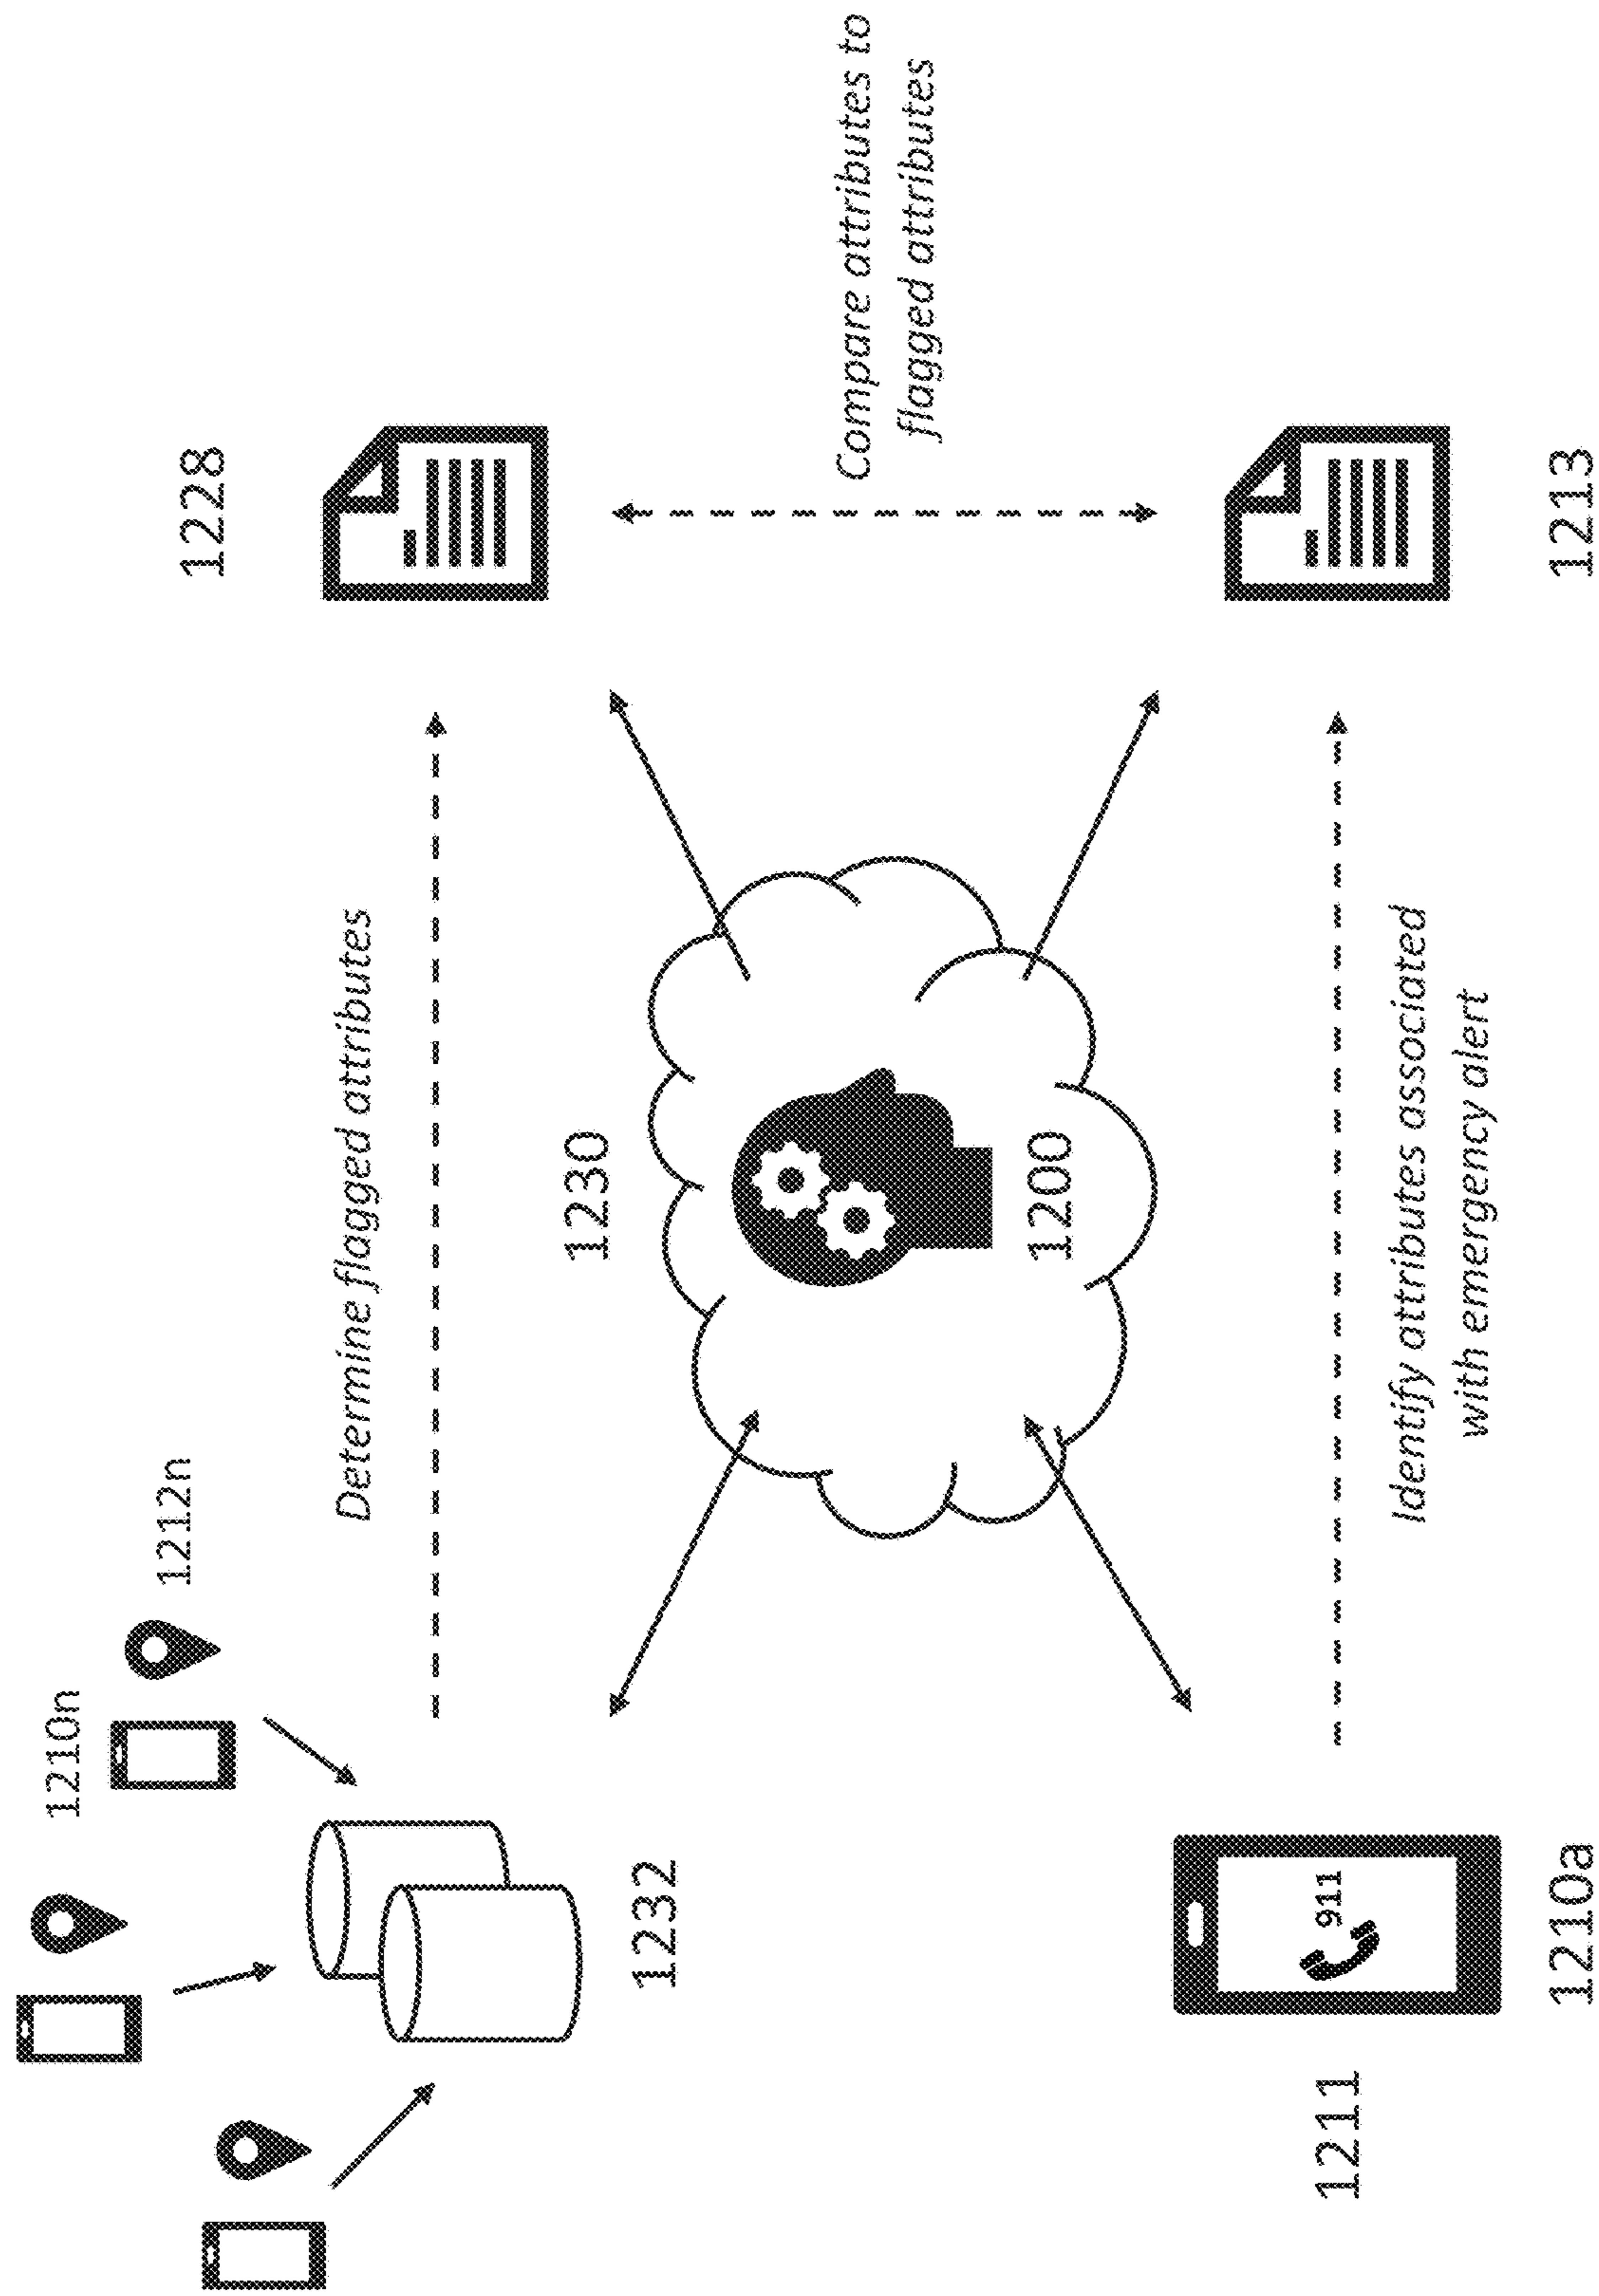 1210n
1212n
Determine flagged attributes
1228
1232
1230
1200
Compare attributes to
flagged attributes
1211
911
1210a
Identify attributes associated
with emergency alert
1213